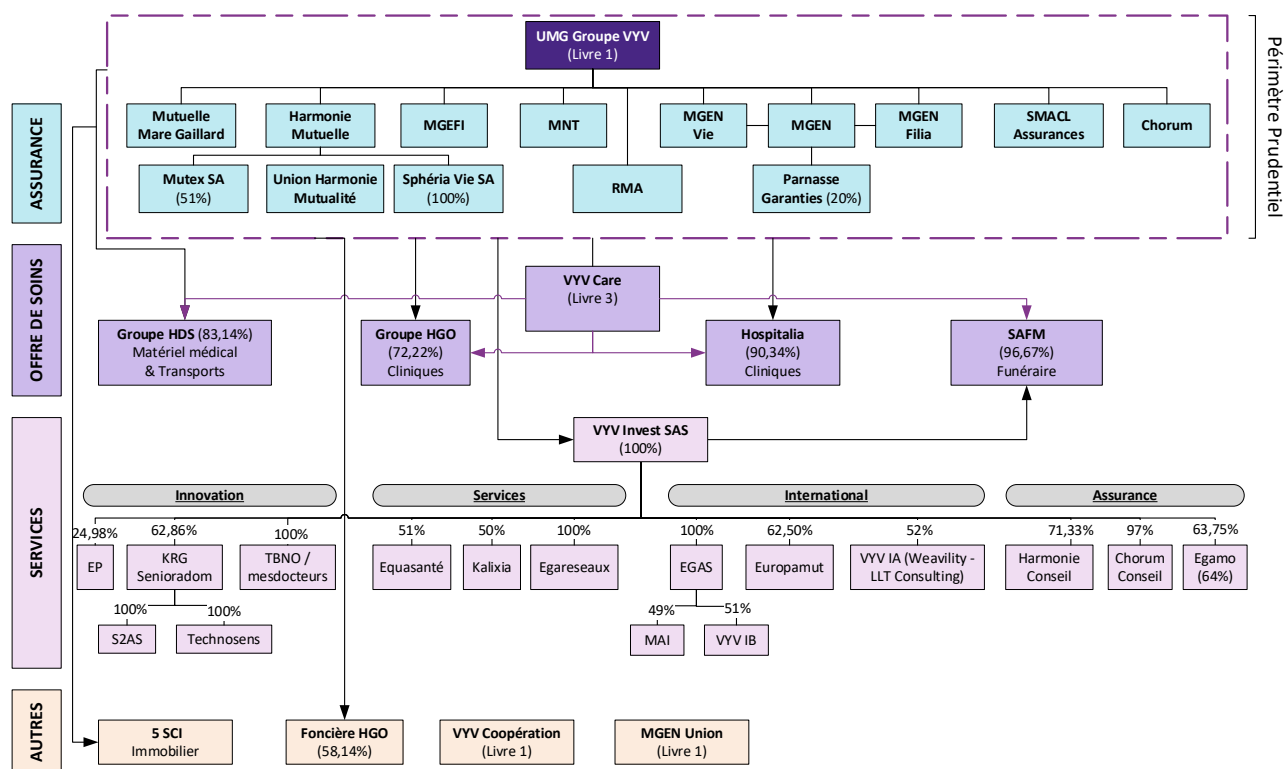 UMG Groupe VYV
(Livre 1)
Périmètre Prudentiel
ASSURANCE
Mutuelle
Mare Gaillard
Harmonie
Mutuelle
MGEFI
MNT
MGEN
Vie
MGEN
MGEN
Filia
SMACL
Assurances
Chorum
Mutex SA
(51%)
Union Harmonie
Mutualité
Sphéria Vie SA
(100%)
RMA
Parnasse
Garanties (20%)
OFFRE DE SOINS
VYV Care
(Livre 3)
Groupe HDS (83,14%)
Matériel médical
& Transports
Groupe HGO
(72,22%)
Cliniques
Hospitalia
(90,34%)
Cliniques
SAFM
(96,67%)
Funéraire
SERVICES
VYV Invest SAS
(100%)
Innovation
Services
International
Assurance
24,98%
62,86%
100%
51%
50%
100%
100%
62,50%
52%
71,33%
97%
63,75%
EP
KRG
Senioradom
TBNO /
mesdocteurs
Equasanté
Kalixia
Egareseaux
EGAS
Europamut
VYV IA (Weavility -
LLT Consulting)
Harmonie
Conseil
Chorum
Conseil
Egamo
(64%)
100%
100%
49%
51%
S2AS
Technosens
MAI
VYV IB
AUTRES
5 SCI
Immobilier
Foncière HGO
(58,14%)
VYV Coopération
(Livre 1)
MGEN Union
(Livre 1)